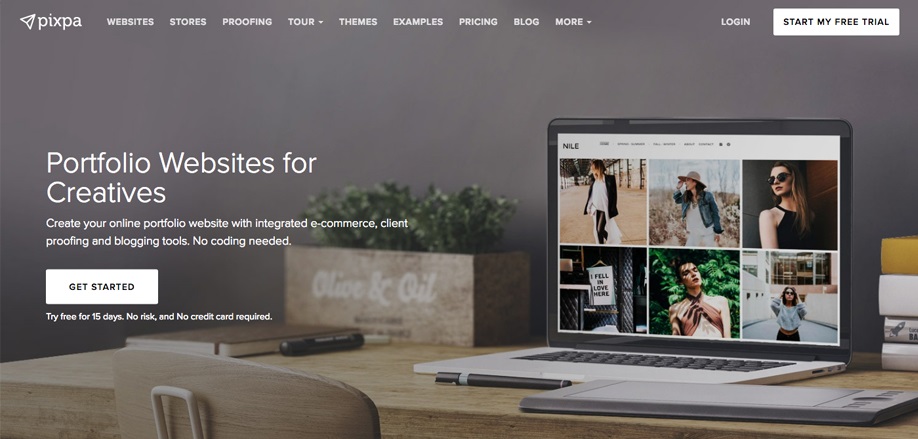 pixpa
WEBSITES
STORES
PROOFING
TOUR
THEMES
EXAMPLES
PRICING
BLOG
MORE
LOGIN
START MY FREE TRIAL
Portfolio Websites for
Creatives
Create your online portfolio website with integrated e-commerce, client
proofing and blogging tools. No coding needed.
GET STARTED
Try free for 15 days. No risk, and No credit card required.
NILE
ABOUT
CONTACT
I FELL
IN LOVE
HERE